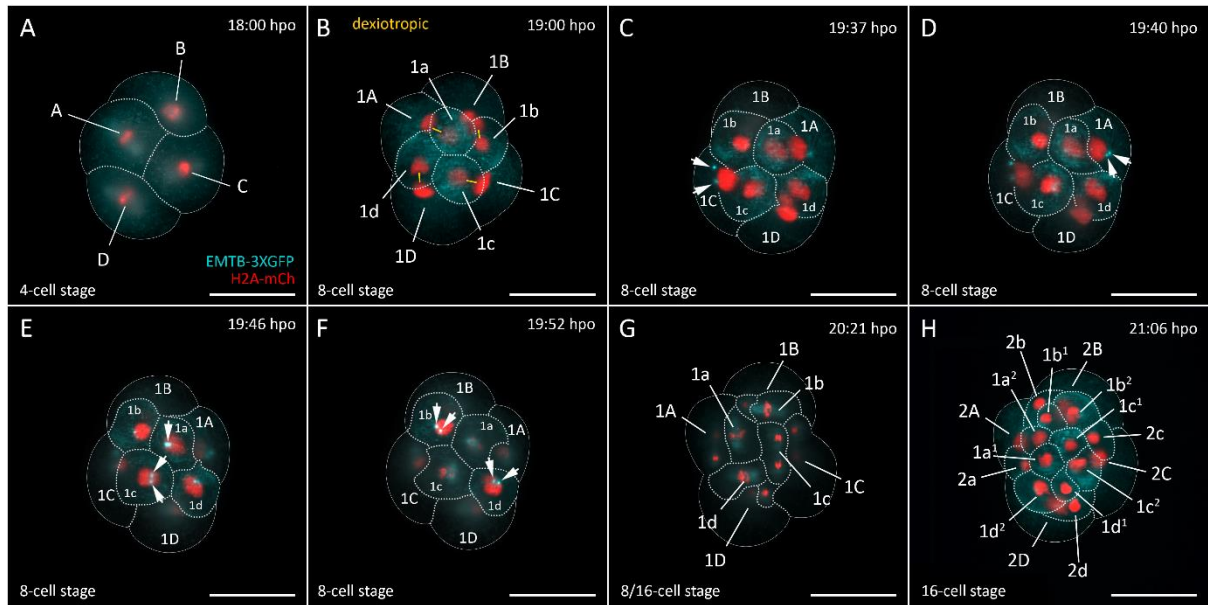 A
18:00 hpo
B
A
C
D
EMTB-3XGFP
H2A-mCh
4-cell stage
B
dexiotropic
19:00 hpo
1a
1B
1A
1b
1d
1C
1D
1c
8-cell stage
C
19:37 hpo
1B
1b
1a
1A
1C
1c
1d
1D
8-cell stage
D
19:40 hpo
1B
1b
1a
1A
1C
1c
1d
1D
8-cell stage
E
19:46 hpo
1B
1b
1a
1A
1C
1c
1d
1D
8-cell stage
F
19:52 hpo
1B
1b
1a
1A
1C
1c
1d
1D
8-cell stage
G
20:21 hpo
1B
1a
1b
1A
1c
1C
1d
1D
8/16-cell stage
H
21:06 hpo
2b
1b¹
2B
1a²
1b²
2A
1c¹
2c
1a¹
2a
2C
1d²
1c²
1d¹
2D
2d
16-cell stage